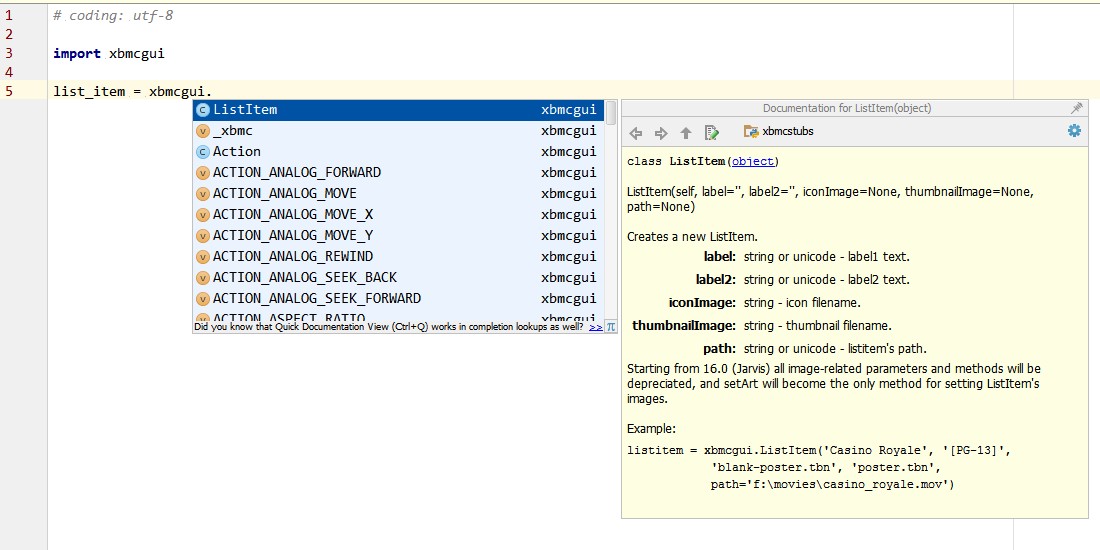 1 # coding: utf-8
2
3 import xbmcgui
4
5 list_item = xbmcgui.
ListItem xbmcgui
_xbmc xbmcgui
Action xbmcgui
ACTION_ANALOG_FORWARD xbmcgui
ACTION_ANALOG_MOVE xbmcgui
ACTION_ANALOG_MOVE_X xbmcgui
ACTION_ANALOG_MOVE_Y xbmcgui
ACTION_ANALOG_REWIND xbmcgui
ACTION_ANALOG_SEEK_BACK xbmcgui
ACTION_ANALOG_SEEK_FORWARD xbmcgui
ACTION_ASPECT_RATIO xbmcgui
Did you know that Quick Documentation View (Ctrl+Q) works in completion lookups as well? >> π
Documentation for ListItem(object)
xbmcstubs
class ListItem(object)
ListItem(self, label='', label2='', iconImage=None, thumbnailImage=None,
path=None)
Creates a new ListItem.
label: string or unicode - label1 text.
label2: string or unicode - label2 text.
iconImage: string - icon filename.
thumbnailImage: string - thumbnail filename.
path: string or unicode - listitem's path.
Starting from 16.0 (Jarvis) all image-related parameters and methods will be
depreciated, and setArt will become the only method for setting ListItem's
images.
Example:
listitem = xbmcgui.ListItem('Casino Royale', '[PG-13]',
'blank-poster.tbn', 'poster.tbn',
path='f:\movies\casino_royale.mov')